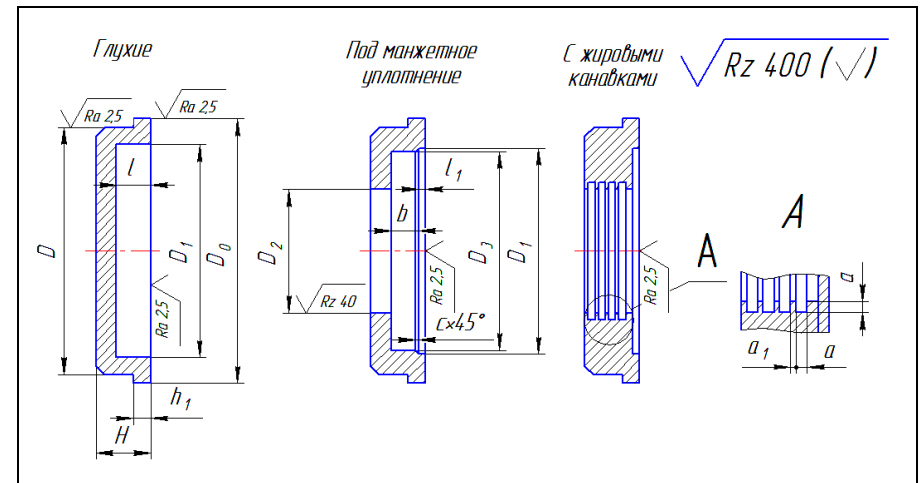 Глухие
Под манжетное
уплотнение
С жировыми
канавками
Rz 400 (√)
Ra 2,5
Ra 2,5
l
D
D1
D0
Ra 2,5
h1
H
l1
b
D2
D3
D1
Rz 40
Ra 2,5
c×45°
Ra 2,5
A
A
a
a1
a